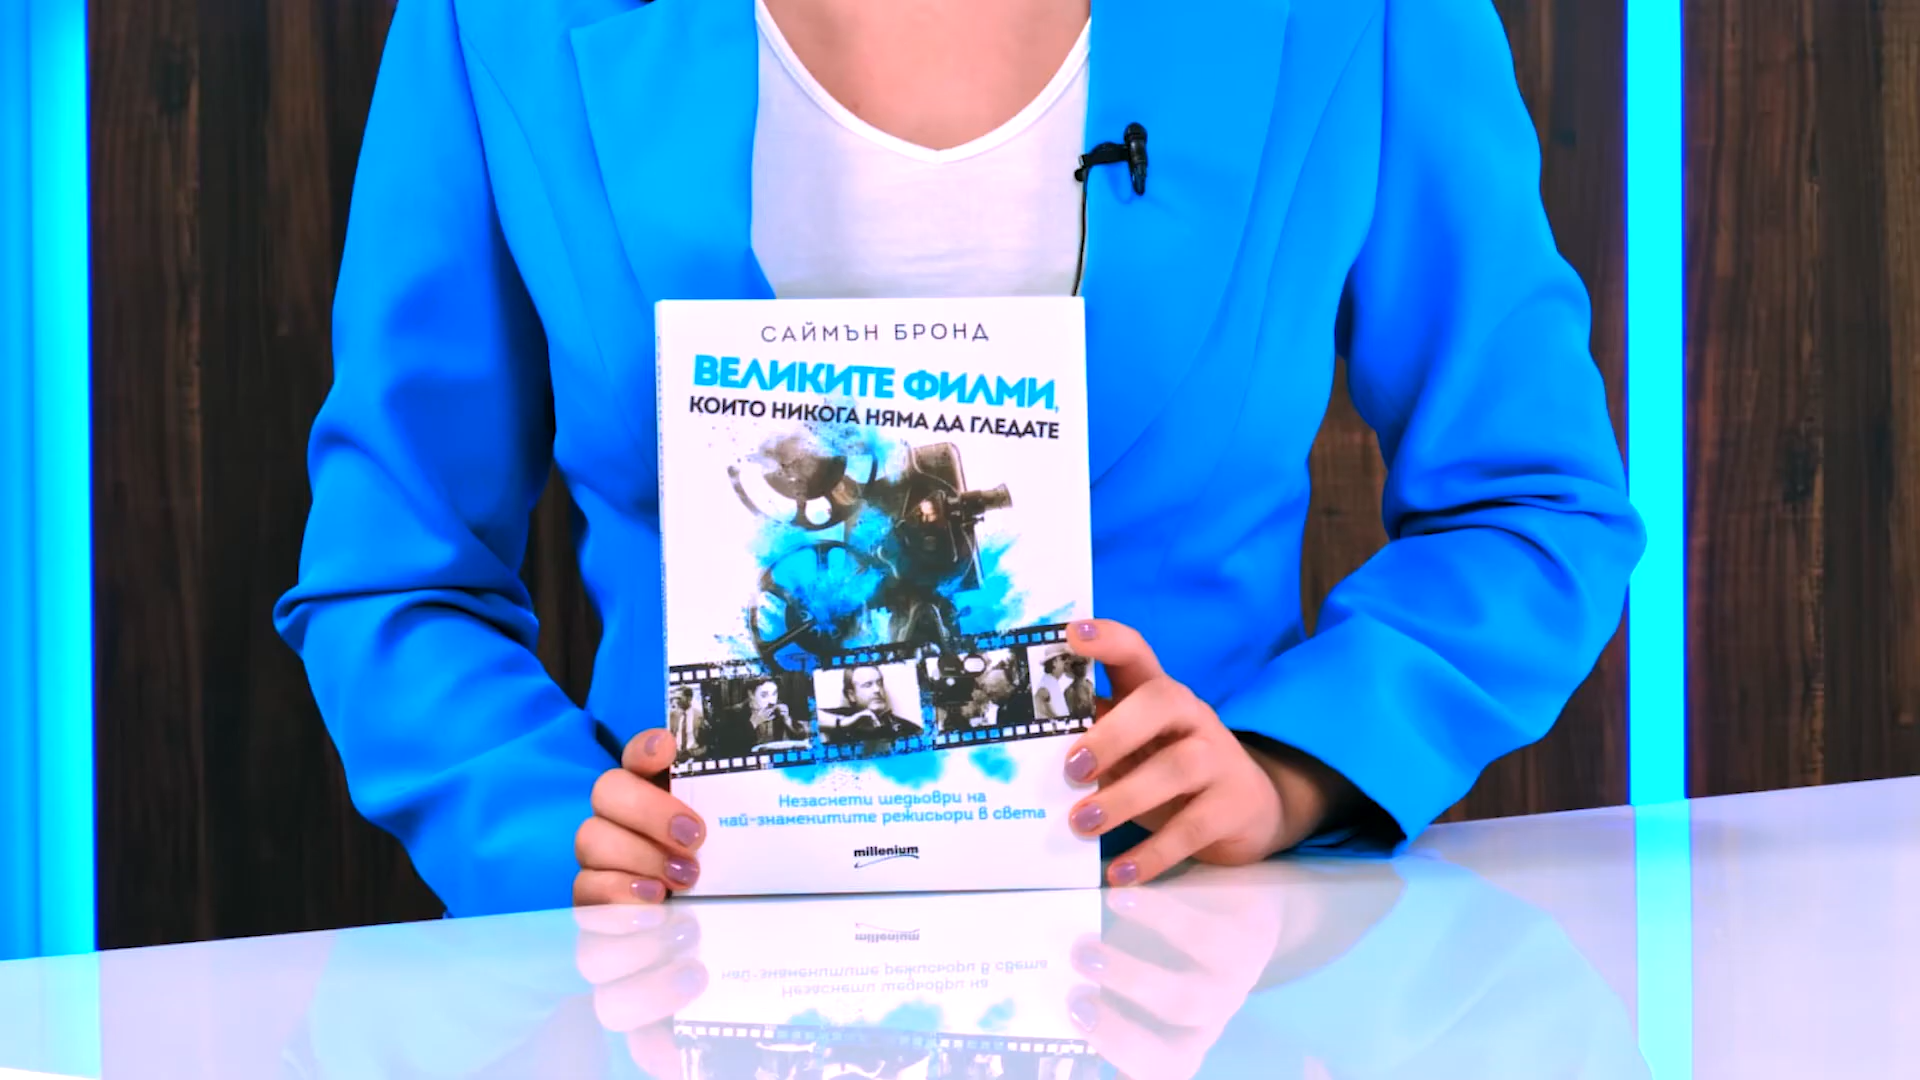 САЙМЪН БРОНД
ВЕЛИКИТЕ ФИЛМИ,
КОИТО НИКОГА НЯМА ДА ГЛЕДАТЕ
Незаснети шедьоври на
най-знаменитите режисьори в света
millenium